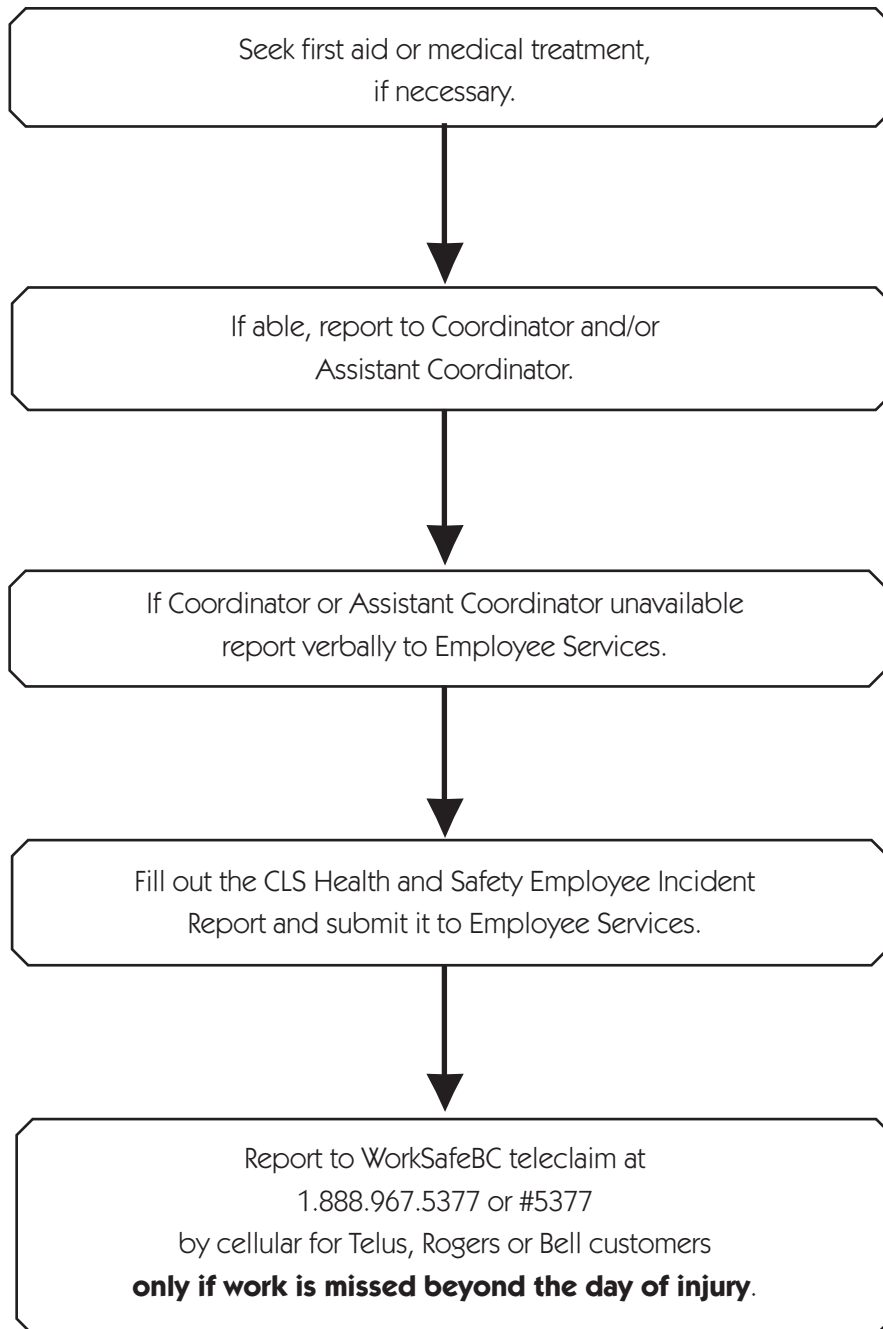 Seek first aid or medical treatment,
if necessary.
If able, report to Coordinator and/or
Assistant Coordinator.
If Coordinator or Assistant Coordinator unavailable
report verbally to Employee Services.
Fill out the CLS Health and Safety Employee Incident
Report and submit it to Employee Services.
Report to WorkSafeBC teleclaim at
1.888.967.5377 or #5377
by cellular for Telus, Rogers or Bell customers
only if work is missed beyond the day of injury.